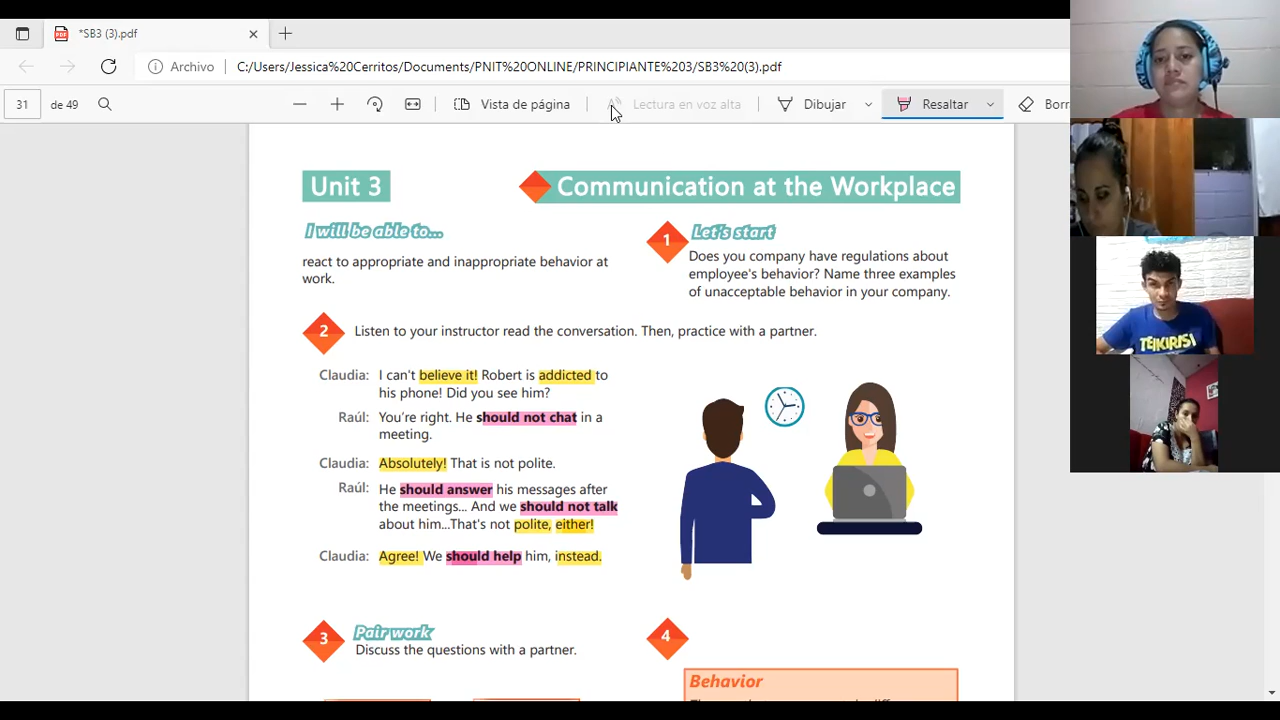 *SB3 (3).pdf
Archivo C:/Users/Jessica%20Cerritos/Documents/PNIT%20ONLINE/PRINCIPIANTE%203/SB3%20(3).pdf
31 de 49 Vista de página Lectura en voz alta Dibujar Resaltar Borr
Unit 3
Communication at the Workplace
I will be able to...
react to appropriate and inappropriate behavior at
work.
1 Let's start
Does you company have regulations about
employee's behavior? Name three examples
of unacceptable behavior in your company.
2 Listen to your instructor read the conversation. Then, practice with a partner.
Claudia: I can't believe it! Robert is addicted to
his phone! Did you see him?
Raúl: You're right. He should not chat in a
meeting.
Claudia: Absolutely! That is not polite.
Raúl: He should answer his messages after
the meetings... And we should not talk
about him...That's not polite, either!
Claudia: Agree! We should help him, instead.
3 Pair work
Discuss the questions with a partner.
4
Behavior
TEIKIRISI